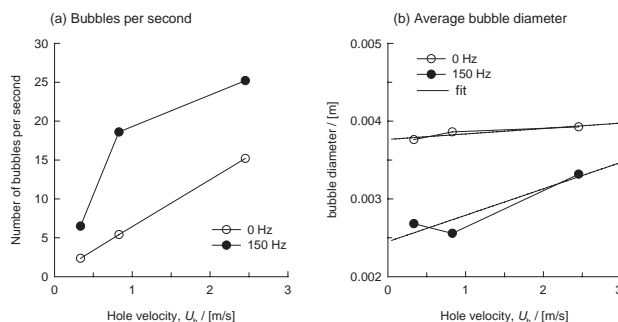 (a) Bubbles per second
30
25
20
15
10
5
0
0
1
2
3
Number of bubbles per second
Hole velocity, Uh / [m/s]
0 Hz
150 Hz
(b) Average bubble diameter
0.005
0.004
0.003
0.002
0
1
2
3
bubble diameter / [m]
Hole velocity, Uh / [m/s]
0 Hz
150 Hz
fit